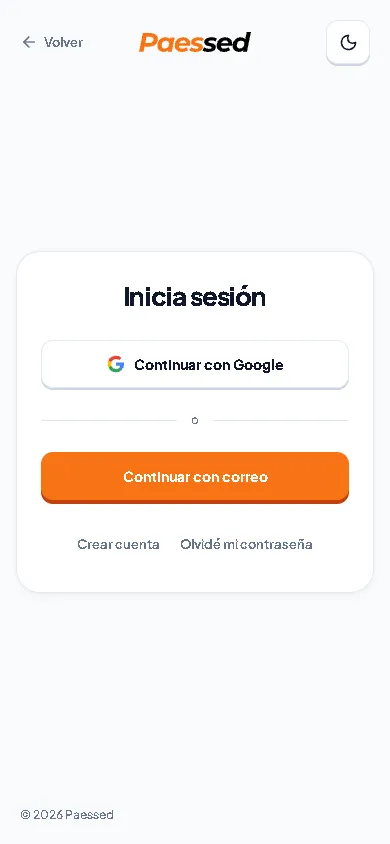 Volver
Paessed
Inicia sesión
Continuar con Google
o
Continuar con correo
Crear cuenta
Olvidé mi contraseña
© 2026 Paessed